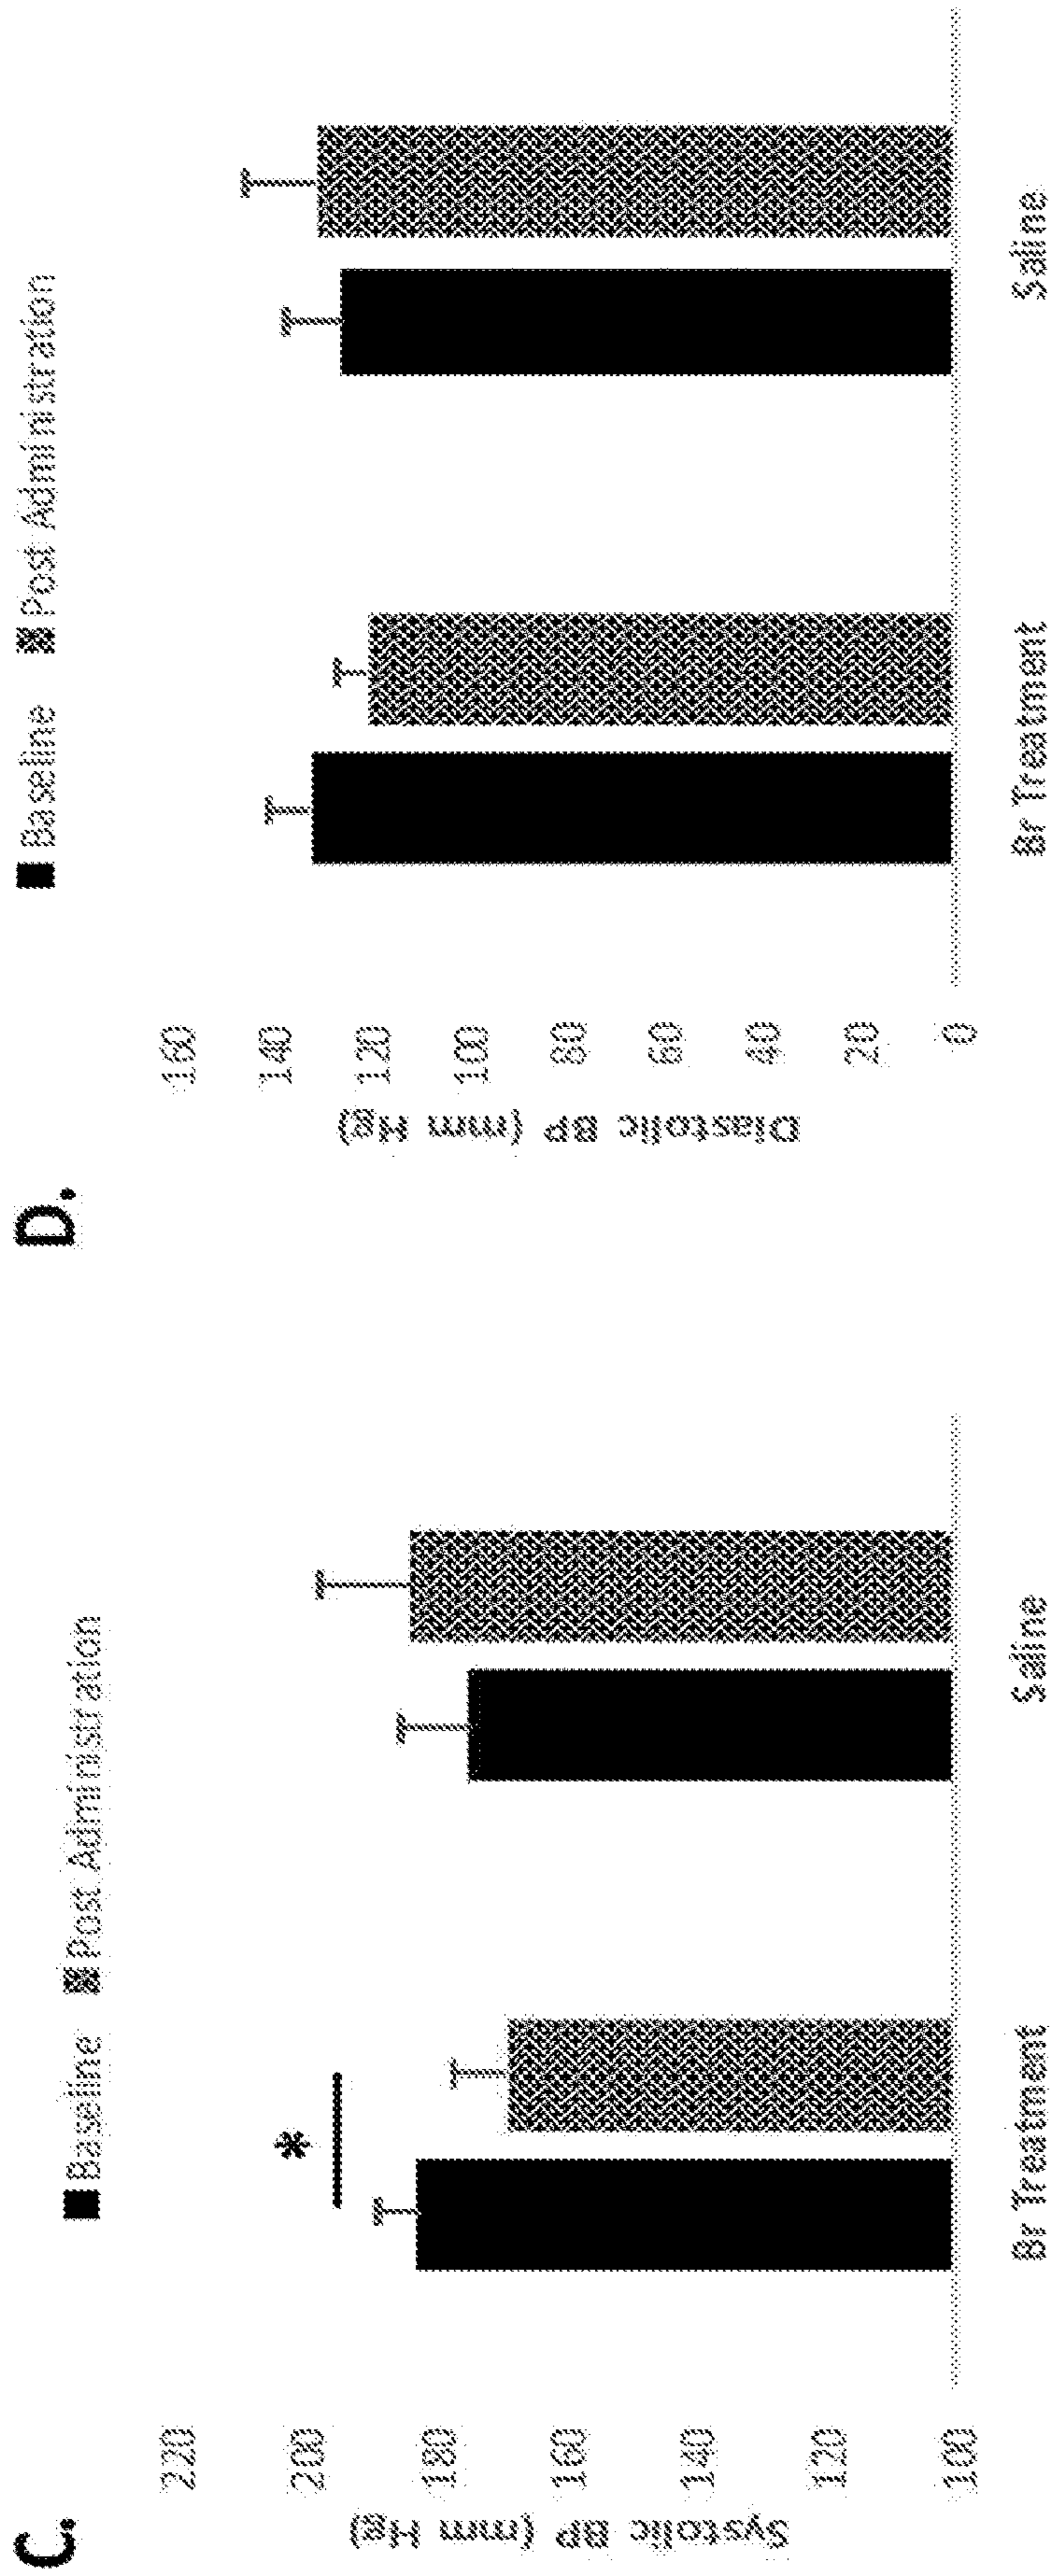 C.
■ Baseline ▩ Post Administration
Systolic BP (mm Hg)
220
200
180
160
140
120
100
*
Br Treatment
Saline
D.
■ Baseline ▩ Post Administration
Diastolic BP (mm Hg)
160
140
120
100
80
60
40
20
0
Br Treatment
Saline